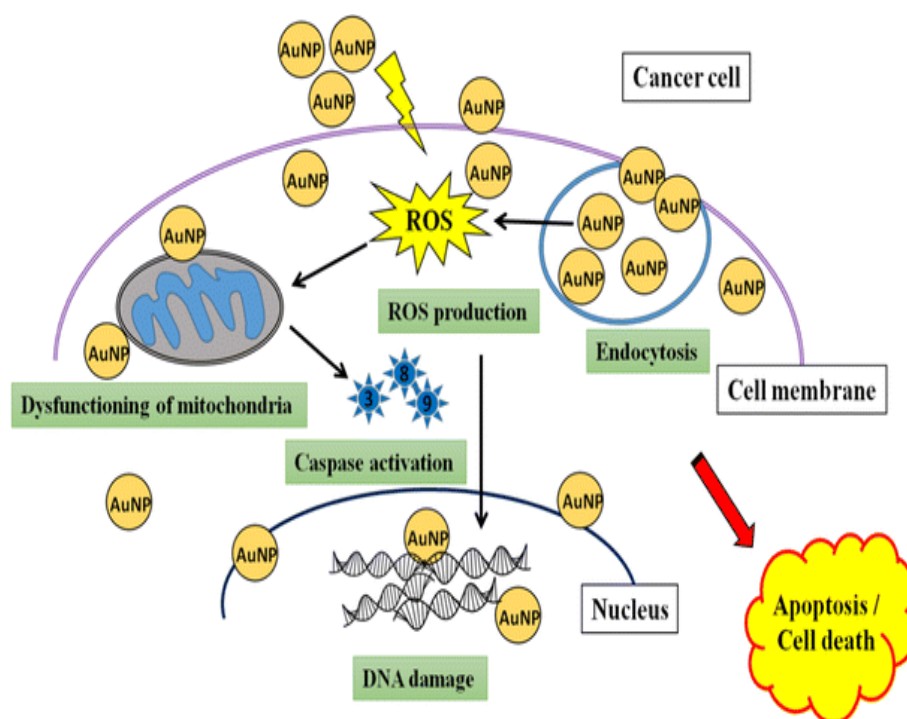 AuNP
AuNP
AuNP
AuNP
Cancer cell
AuNP
AuNP
AuNP
AuNP
AuNP
ROS
AuNP
AuNP
AuNP
AuNP
ROS production
AuNP
Endocytosis
Dysfunctioning of mitochondria
8
3
9
Cell membrane
Caspase activation
AuNP
AuNP
AuNP
AuNP
AuNP
Nucleus
Apoptosis /
Cell death
DNA damage